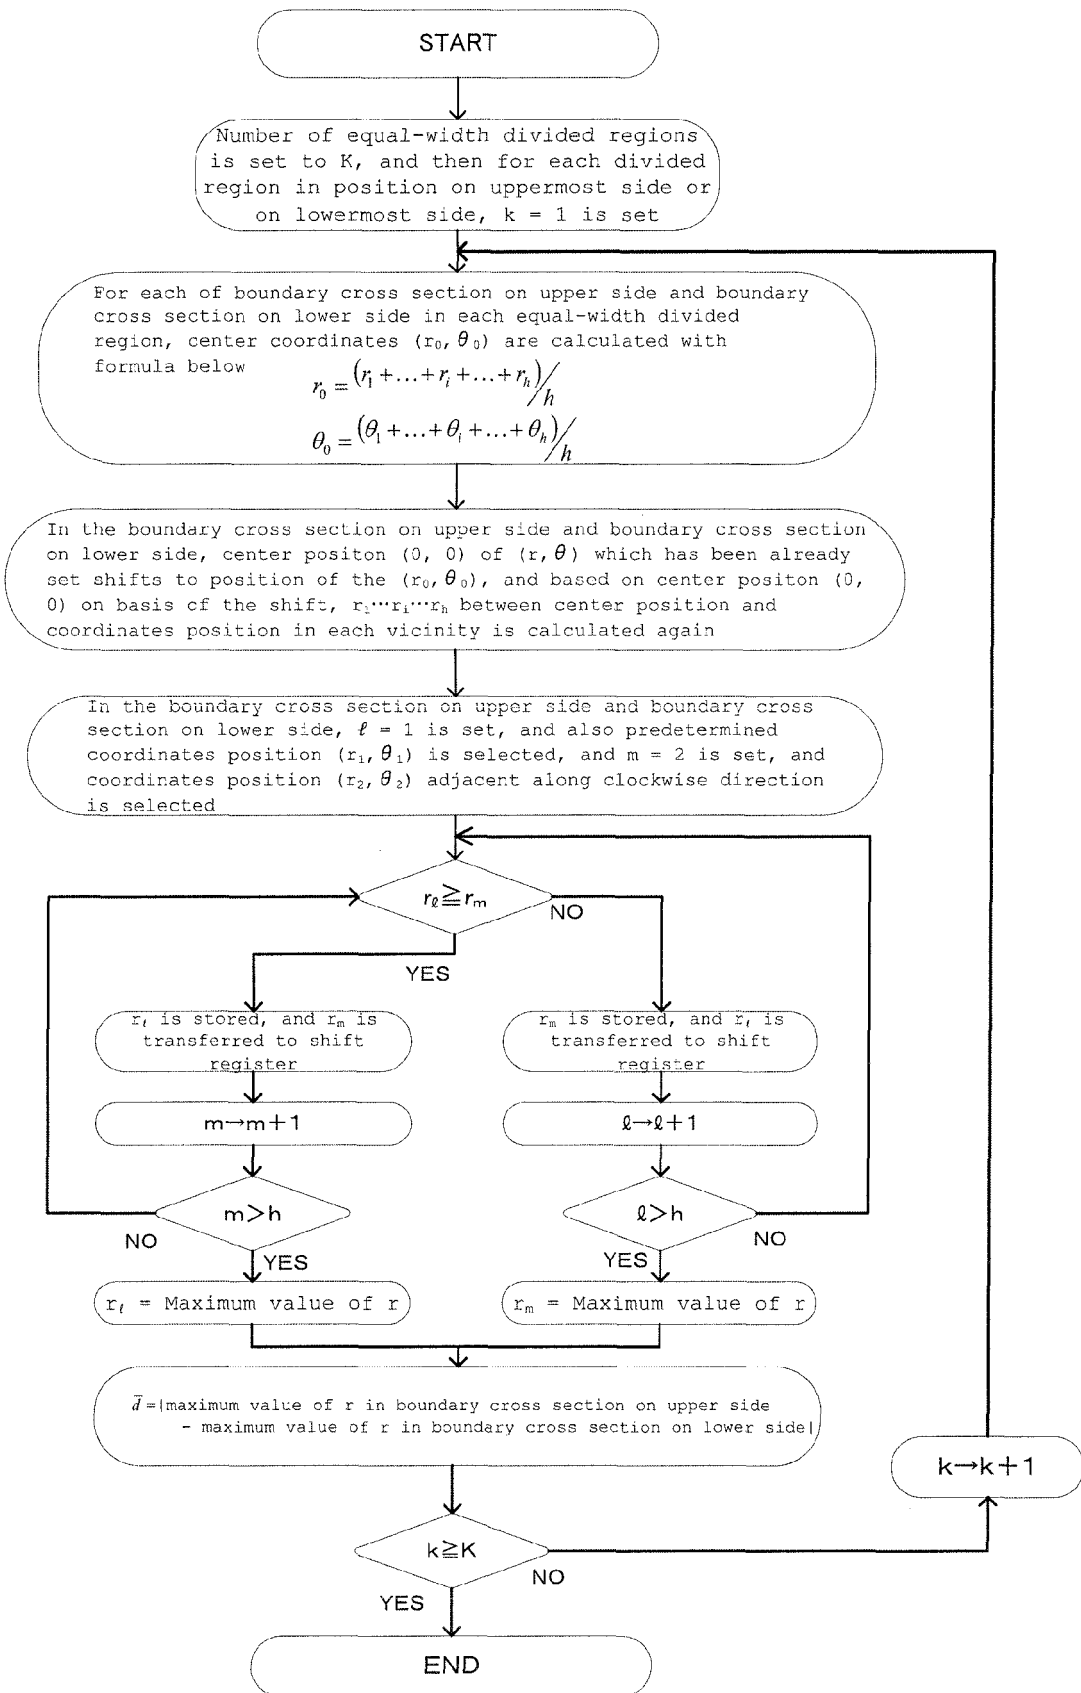 START
Number of equal-width divided regions
is set to K, and then for each divided
region in position on uppermost side or
on lowermost side, k = 1 is set
For each of boundary cross section on upper side and boundary
cross section on lower side in each equal-width divided
region, center coordinates (r₀, θ₀) are calculated with
formula below
r₀ = (r₁ + ... + rᵢ + ... + rₕ)/h
θ₀ = (θ₁ + ... + θᵢ + ... + θₕ)/h
In the boundary cross section on upper side and boundary cross section
on lower side, center positon (0, 0) of (r, θ) which has been already
set shifts to position of the (r₀, θ₀), and based on center positon (0,
0) on basis of the shift, r₁···rᵢ···rₕ between center position and
coordinates position in each vicinity is calculated again
In the boundary cross section on upper side and boundary cross
section on lower side, ℓ = 1 is set, and also predetermined
coordinates position (r₁, θ₁) is selected, and m = 2 is set, and
coordinates position (r₂, θ₂) adjacent along clockwise direction
is selected
r_ℓ ≧ r_m
NO
YES
r_ℓ is stored, and r_m is
transferred to shift
register
r_m is stored, and r_ℓ is
transferred to shift
register
m→m+1
ℓ→ℓ+1
m>h
ℓ>h
NO
YES
YES
NO
r_ℓ = Maximum value of r
r_m = Maximum value of r
d̄ = |maximum value of r in boundary cross section on upper side
- maximum value of r in boundary cross section on lower side|
k→k+1
k≧K
NO
YES
END